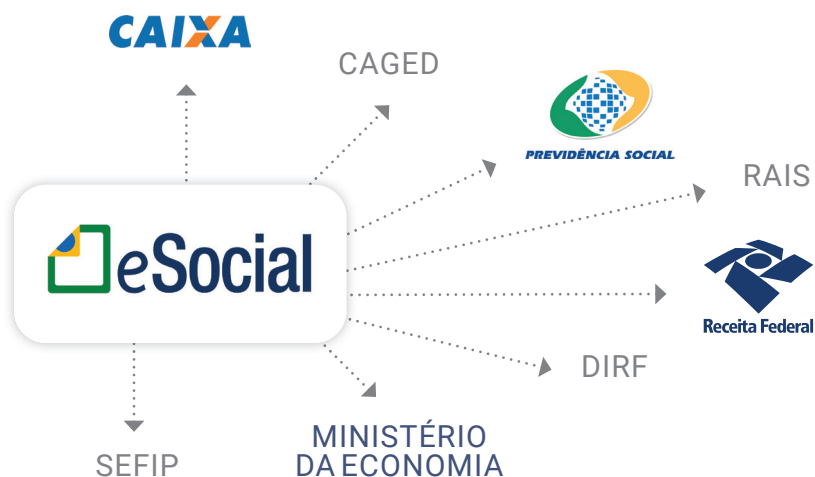 CAIXA
CAGED
PREVIDÊNCIA SOCIAL
RAIS
eSocial
Receita Federal
DIRF
MINISTÉRIO
DA ECONOMIA
SEFIP